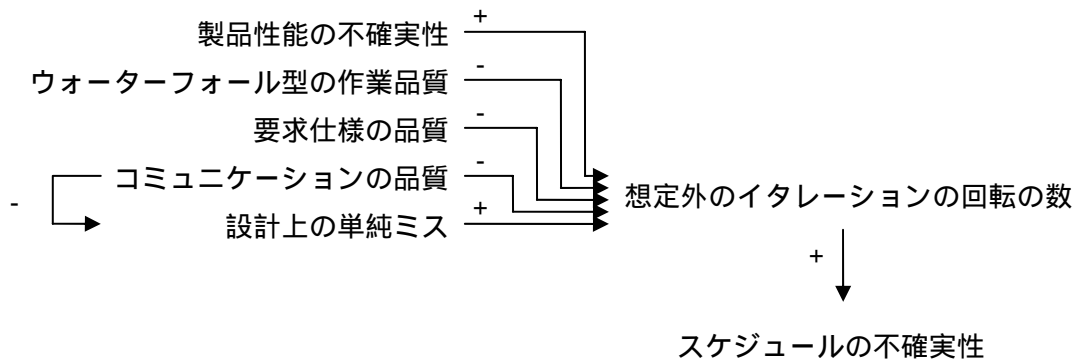 製品性能の不確実性 +
ウォーターフォール型の作業品質 -
要求仕様の品質 -
コミュニケーションの品質 -
-
設計上の単純ミス +
想定外のイタレーションの回転の数
+
スケジュールの不確実性